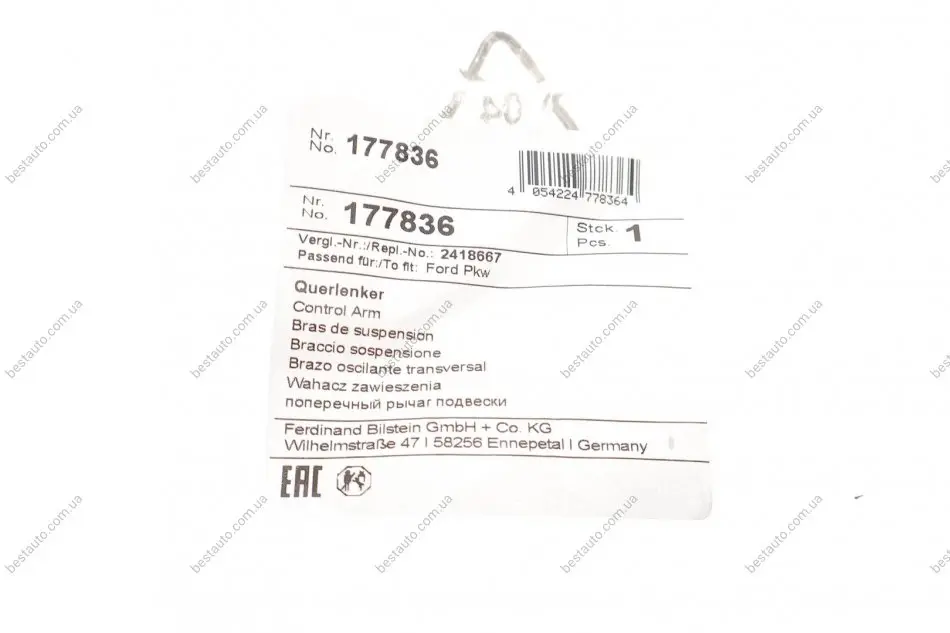 Nr.
No. 177836
4 054224 778364
Nr.
No. 177836
Stck.
Pcs. 1
Vergl.-Nr.:/Repl.-No.: 2418667
Passend für:/To fit: Ford Pkw
Querlenker
Control Arm
Bras de suspension
Braccio sospensione
Brazo oscilante transversal
Wahacz zawieszenia
поперечный рычаг подвески
Ferdinand Bilstein GmbH + Co. KG
Wilhelmstraße 47 I 58256 Ennepetal I Germany
EAC
bestauto.com.ua